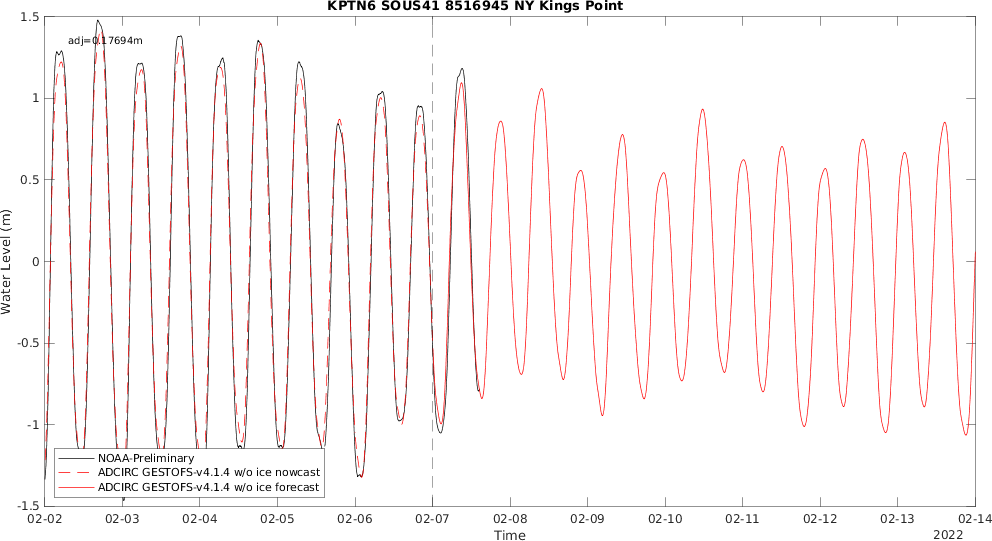 KPTN6 SOUS41 8516945 NY Kings Point
adj=0.17694m
1.5
1
0.5
0
-0.5
-1
-1.5
Water Level (m)
NOAA-Preliminary
ADCIRC GESTOFS-v4.1.4 w/o ice nowcast
ADCIRC GESTOFS-v4.1.4 w/o ice forecast
02-02 02-03 02-04 02-05 02-06 02-07 02-08 02-09 02-10 02-11 02-12 02-13 02-14
Time
2022